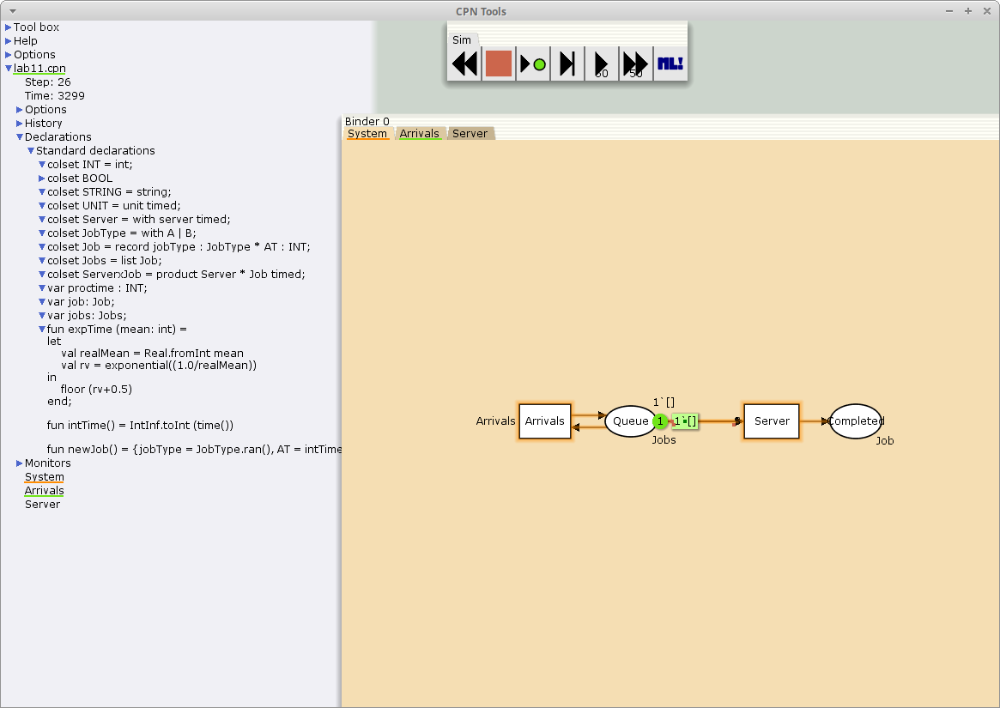 CPN Tools
Tool box
Help
Options
lab11.cpn
Step: 26
Time: 3299
Options
History
Declarations
Standard declarations
colset INT = int;
colset BOOL
colset STRING = string;
colset UNIT = unit timed;
colset Server = with server timed;
colset JobType = with A | B;
colset Job = record jobType : JobType * AT : INT;
colset Jobs = list Job;
colset ServerxJob = product Server * Job timed;
var proctime : INT;
var job: Job;
var jobs: Jobs;
fun expTime (mean: int) =
let
val realMean = Real.fromInt mean
val rv = exponential((1.0/realMean))
in
floor (rv+0.5)
end;
fun intTime() = IntInf.toInt (time())
fun newJob() = {jobType = JobType.ran(), AT = intTime
Monitors
System
Arrivals
Server
Sim
50
50
ML!
Binder 0
System Arrivals Server
1`[]
Arrivals Arrivals Queue 1 1`[] Server Completed
Jobs
Job